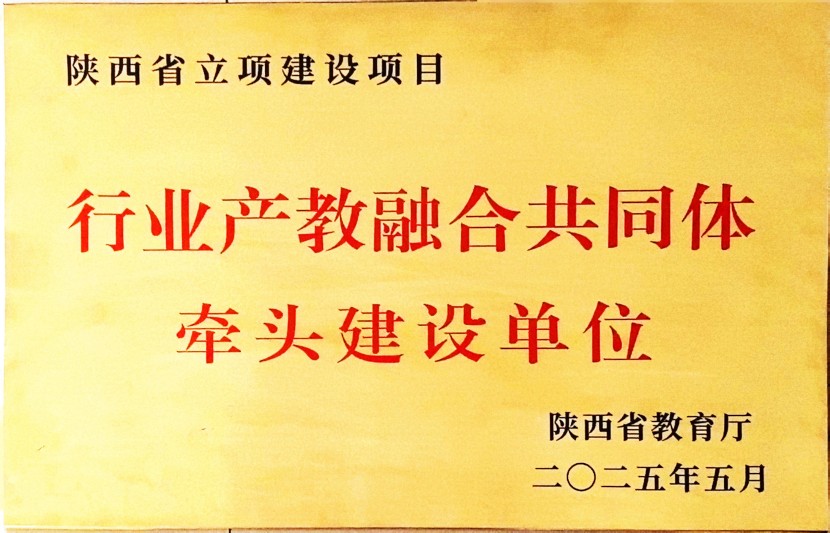 陕西省立项建设项目
行业产教融合共同体
牵头建设单位
陕西省教育厅
二〇二五年五月